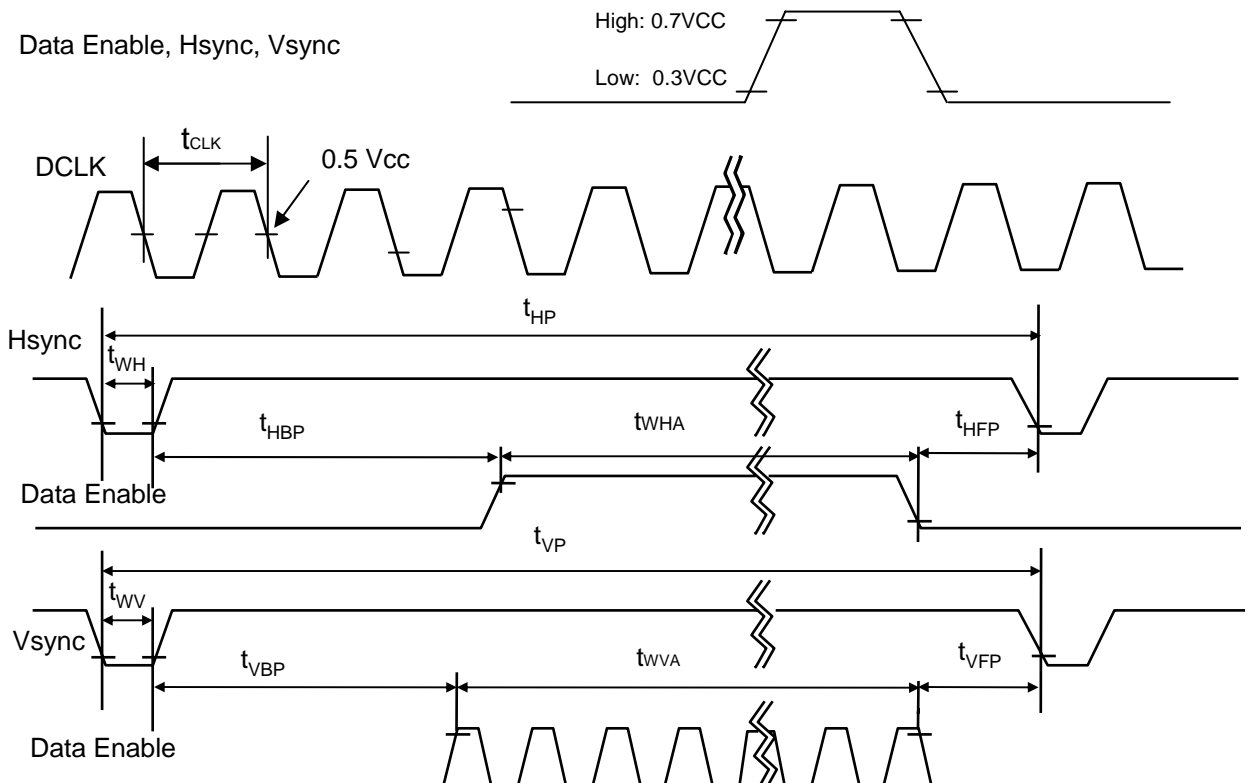 High: 0.7VCC
Data Enable, Hsync, Vsync
Low: 0.3VCC
tCLK
DCLK
0.5 Vcc
tHP
Hsync
tWH
tHBP
tWHA
tHFP
Data Enable
tVP
tWV
Vsync
tVBP
tWVA
tVFP
Data Enable